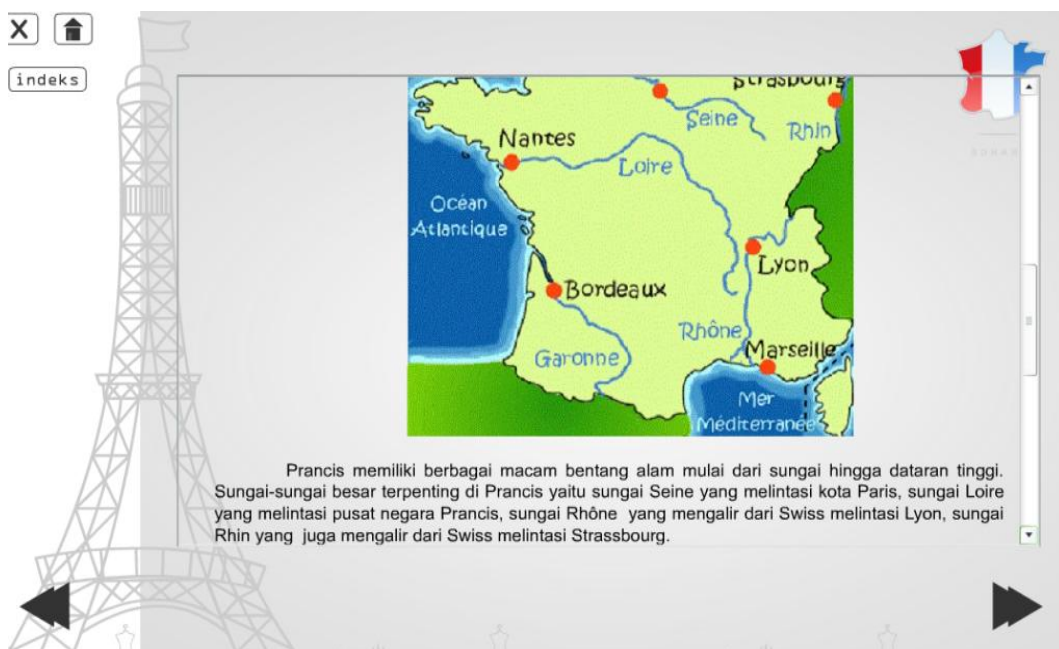 X
indeks
Strasbourg
Seine
Rhin
Nantes
Loire
Océan
Atlantique
Lyon
Bordeaux
Rhône
Marseille
Garonne
Mer
Méditerranée
Prancis memiliki berbagai macam bentang alam mulai dari sungai hingga dataran tinggi.
Sungai-sungai besar terpenting di Prancis yaitu sungai Seine yang melintasi kota Paris, sungai Loire
yang melintasi pusat negara Prancis, sungai Rhône yang mengalir dari Swiss melintasi Lyon, sungai
Rhin yang juga mengalir dari Swiss melintasi Strassbourg.